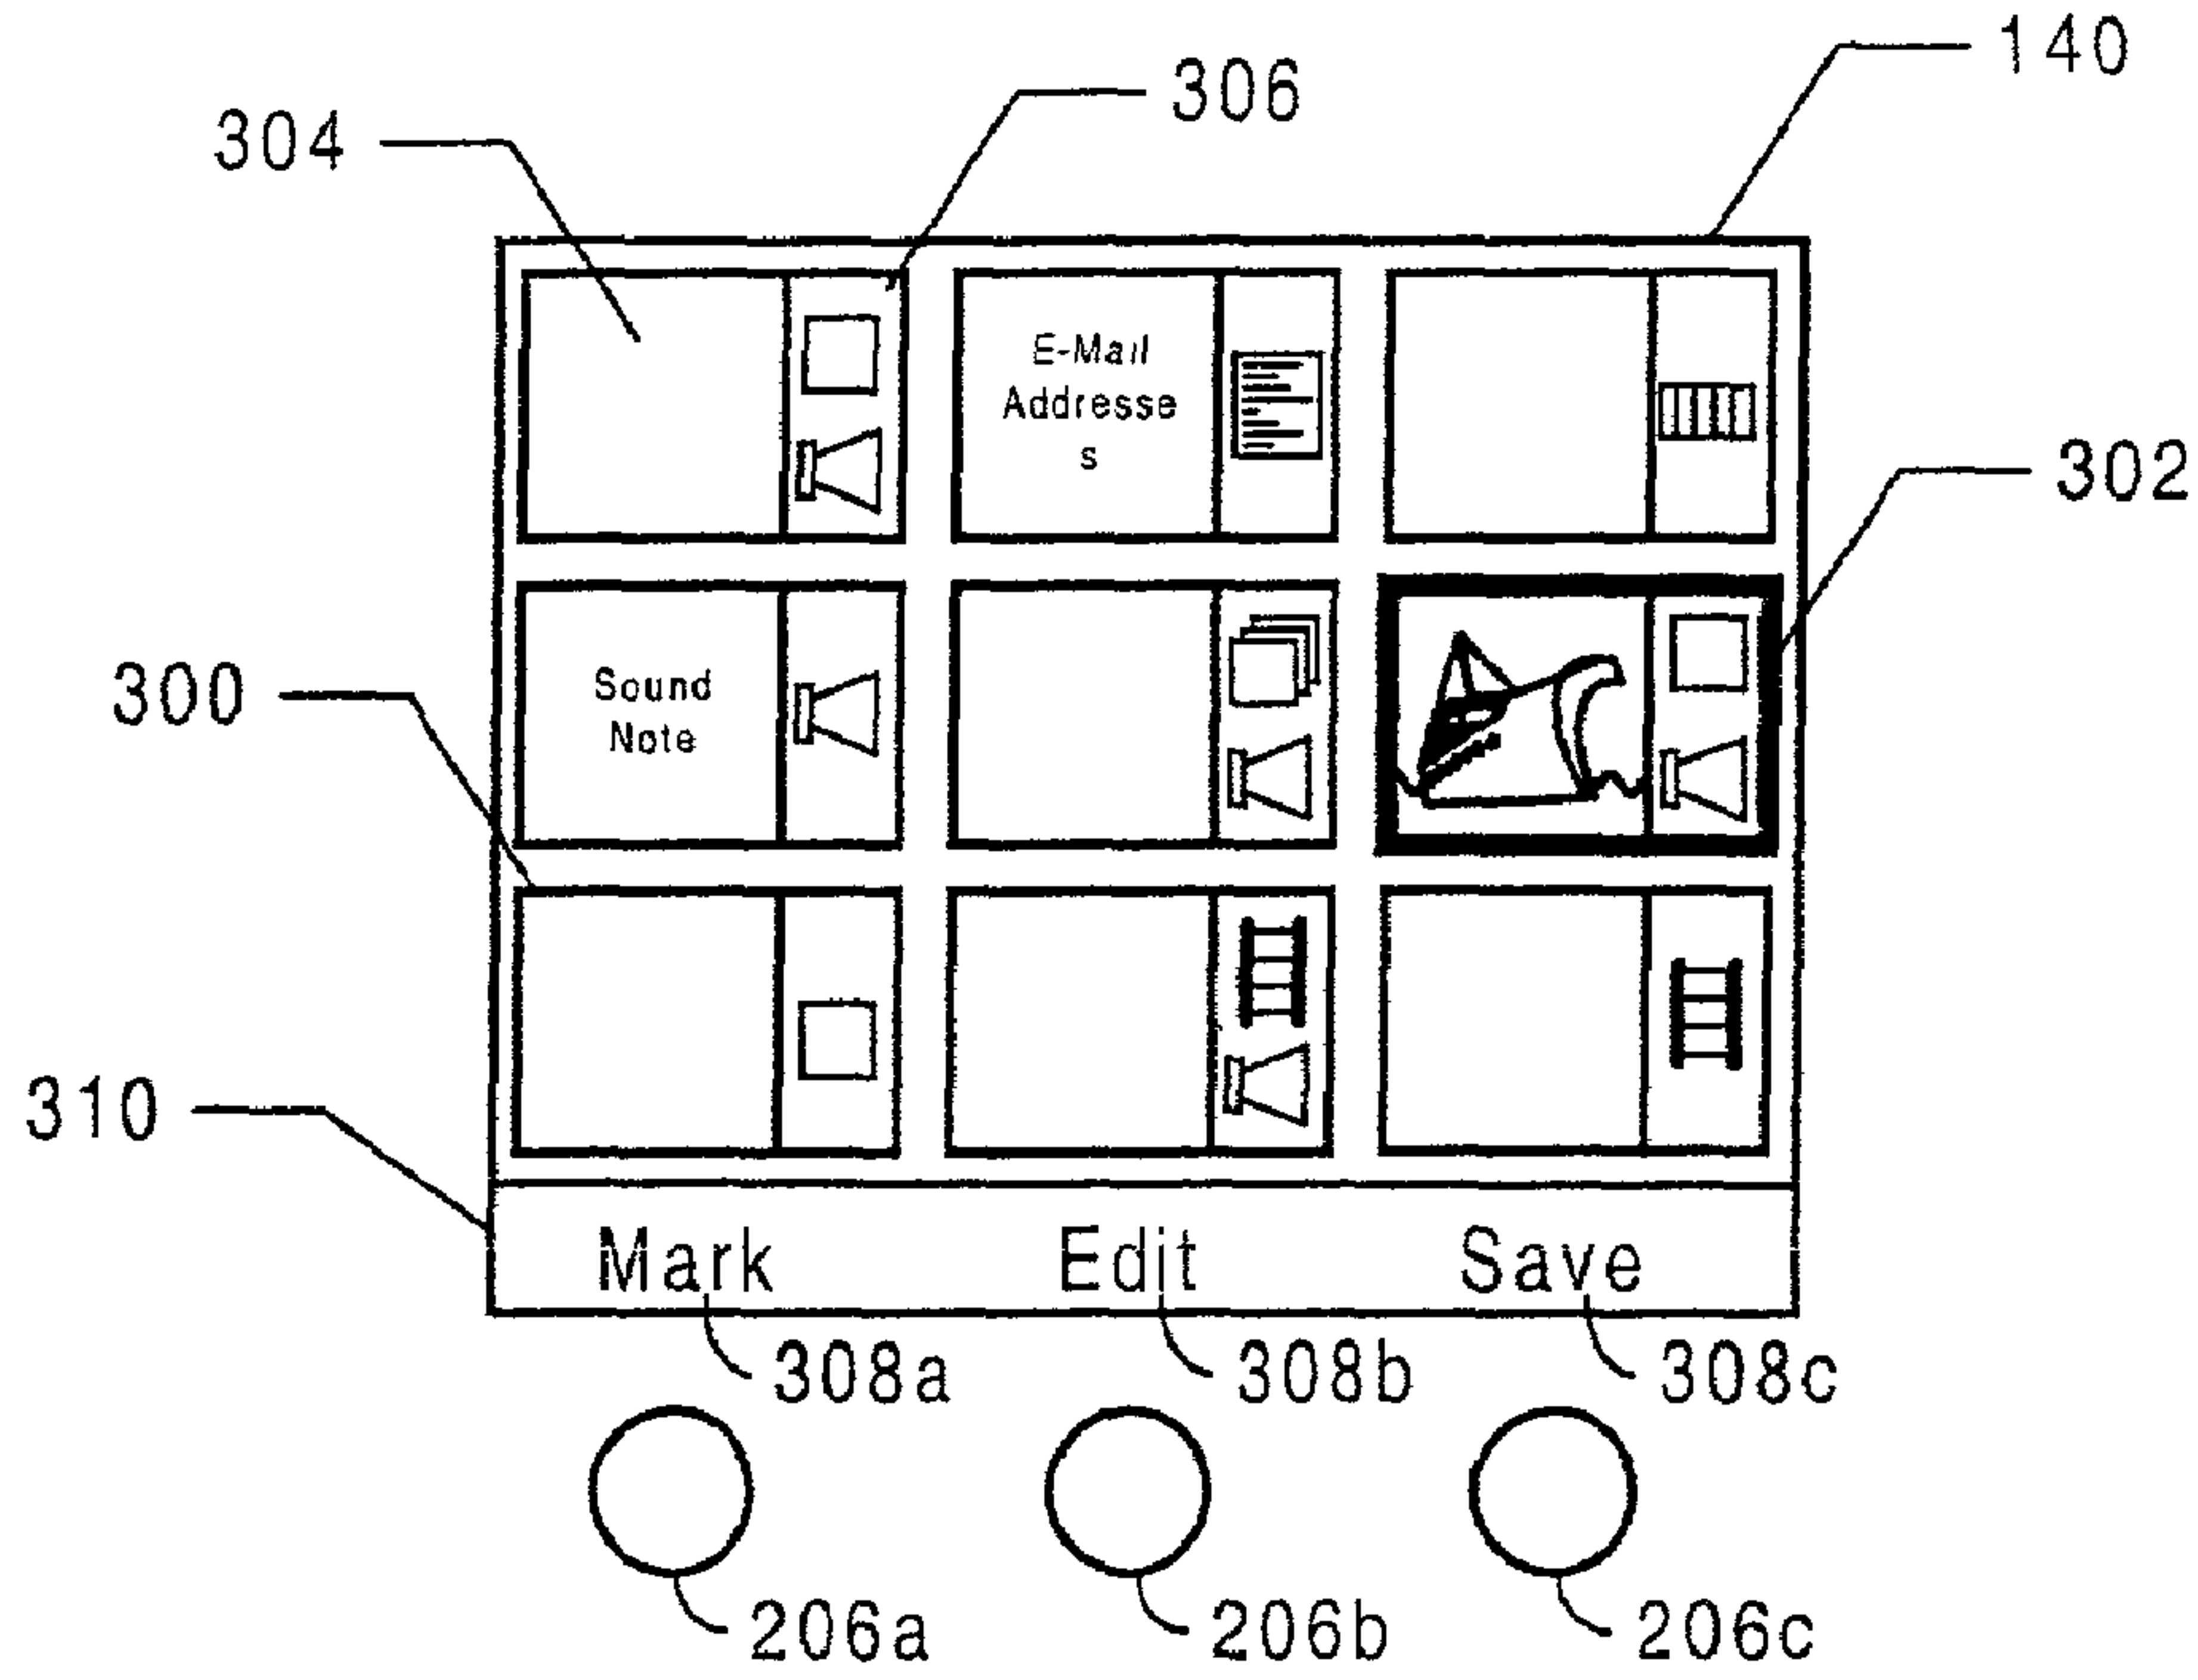 140
306
304
E-Mail
Addresse
s
302
Sound
Note
300
310
Mark Edit Save
308a 308b 308c
206a 206b 206c